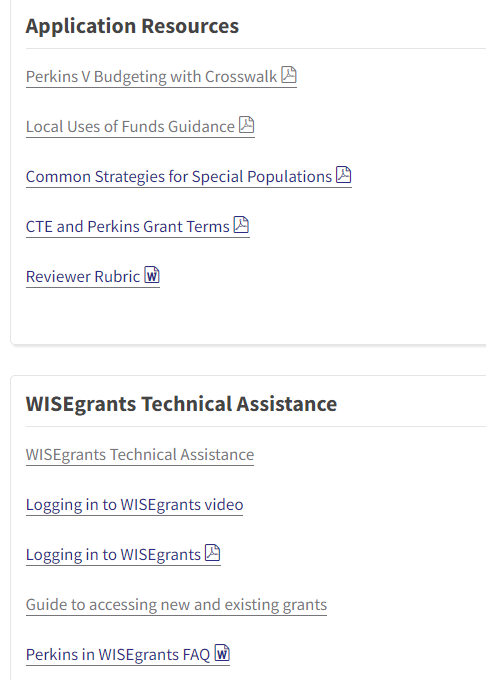 Application Resources
Perkins V Budgeting with Crosswalk
Local Uses of Funds Guidance
Common Strategies for Special Populations
CTE and Perkins Grant Terms
Reviewer Rubric
WISEgrants Technical Assistance
WISEgrants Technical Assistance
Logging in to WISEgrants video
Logging in to WISEgrants
Guide to accessing new and existing grants
Perkins in WISEgrants FAQ